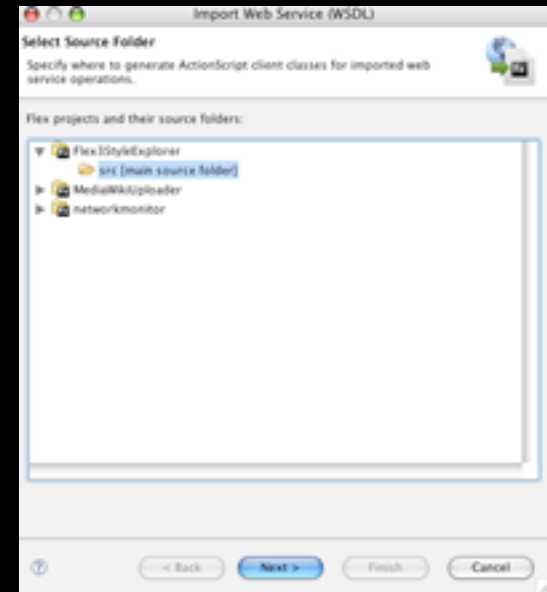 Import Web Service (WSDL)
Select Source Folder
Specify where to generate ActionScript client classes for imported web
service operations.
Flex projects and their source folders:
Flex3StyleExplorer
src [main source folder]
MediaWikiUploader
networkmonitor
?
< Back
Next >
Finish
Cancel